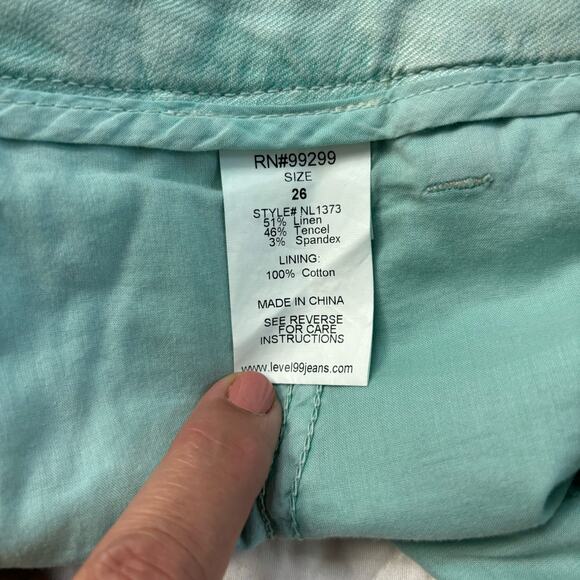 RN#99299
SIZE
26
STYLE# NL1373
51% Linen
46% Tencel
3% Spandex
LINING:
100% Cotton
MADE IN CHINA
SEE REVERSE
FOR CARE
INSTRUCTIONS
www.level99jeans.com